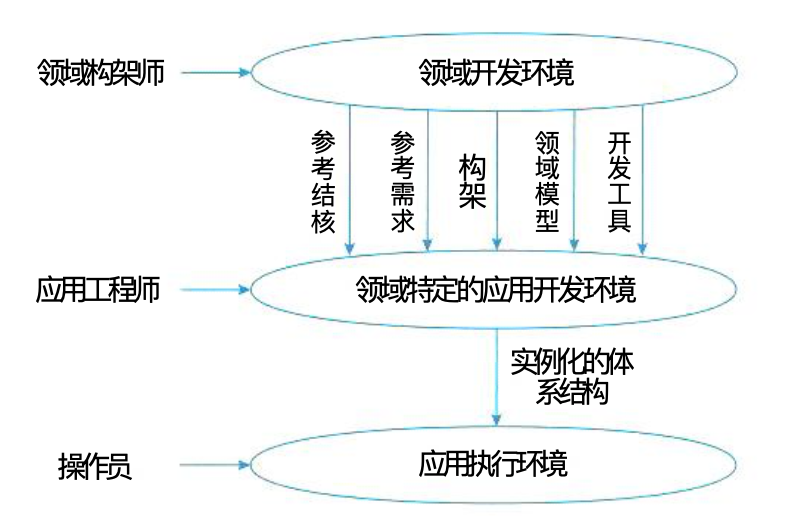 领域构架师
领域开发环境
参考结核
参考需求
构架
领域模型
开发工具
应用工程师
领域特定的应用开发环境
实例化的体
系结构
操作员
应用执行环境